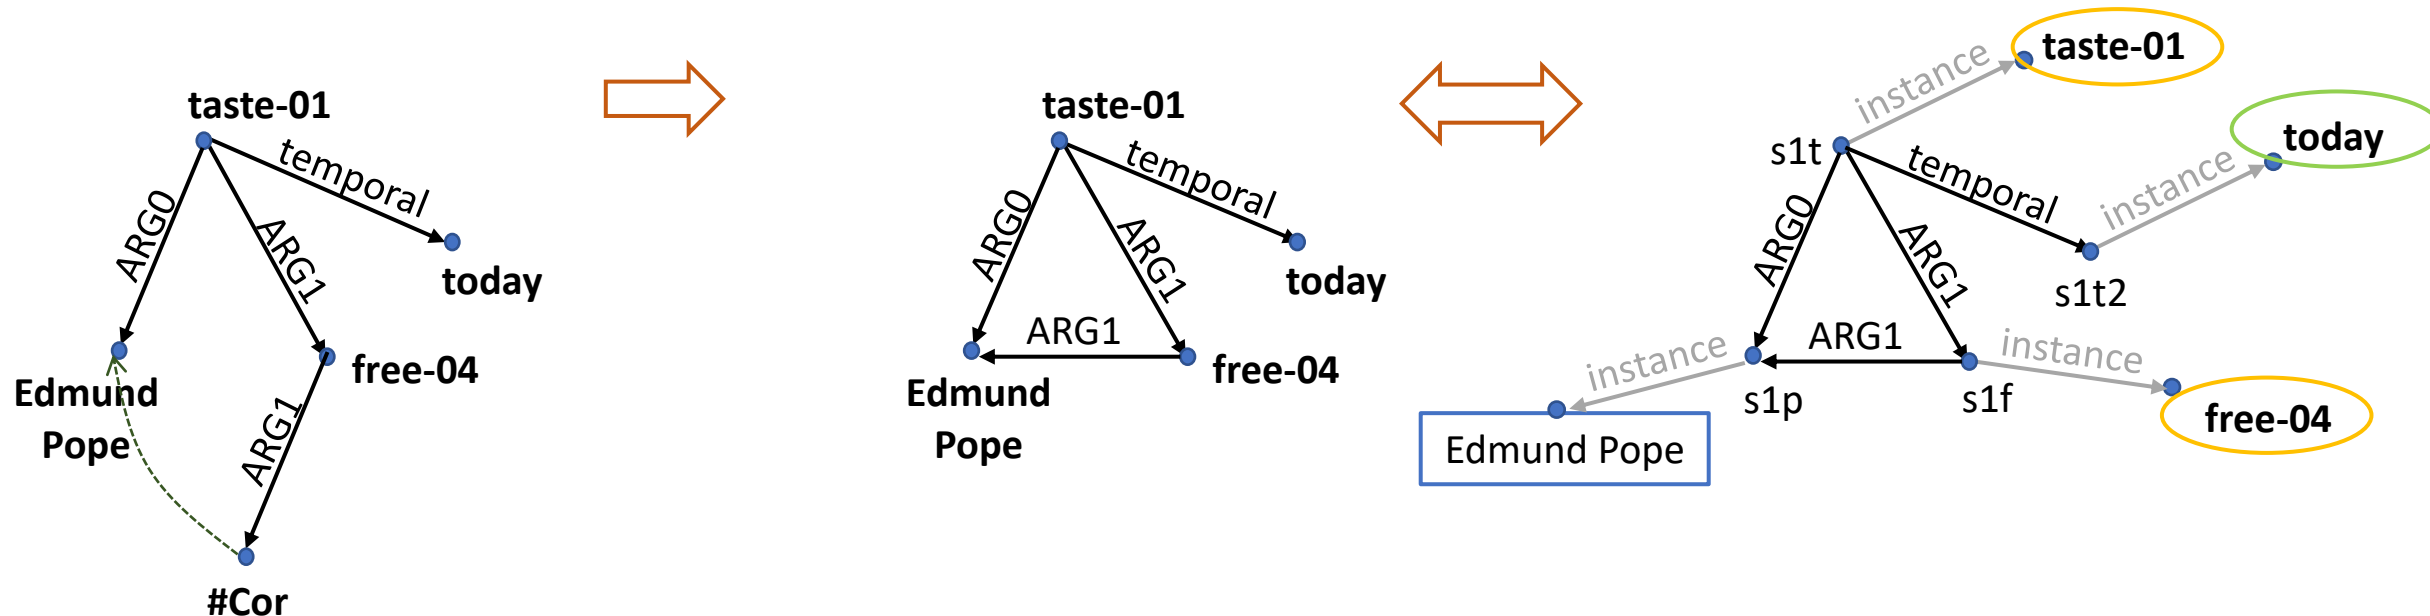 taste-01
temporal
ARG0
ARG1
today
Edmund
Pope
free-04
ARG1
#Cor
taste-01
temporal
ARG0
ARG1
today
ARG1
Edmund
Pope
free-04
taste-01
instance
today
s1t
temporal
instance
ARG0
ARG1
s1t2
ARG1
instance
instance
s1p
s1f
free-04
Edmund Pope